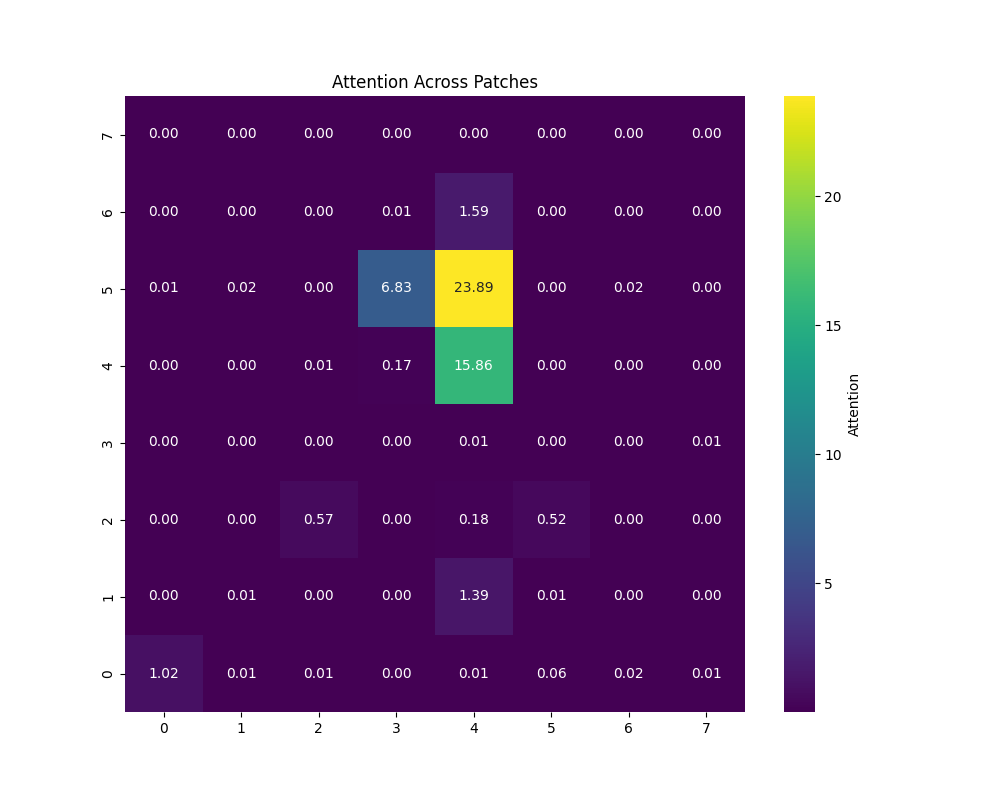 Attention Across Patches
7 0.00 0.00 0.00 0.00 0.00 0.00 0.00 0.00
6 0.00 0.00 0.00 0.01 1.59 0.00 0.00 0.00
20
5 0.01 0.02 0.00 6.83 23.89 0.00 0.02 0.00
15
4 0.00 0.00 0.01 0.17 15.86 0.00 0.00 0.00
Attention
3 0.00 0.00 0.00 0.00 0.01 0.00 0.00 0.01
10
2 0.00 0.00 0.57 0.00 0.18 0.52 0.00 0.00
5
1 0.00 0.01 0.00 0.00 1.39 0.01 0.00 0.00
0 1.02 0.01 0.01 0.00 0.01 0.06 0.02 0.01
0 1 2 3 4 5 6 7